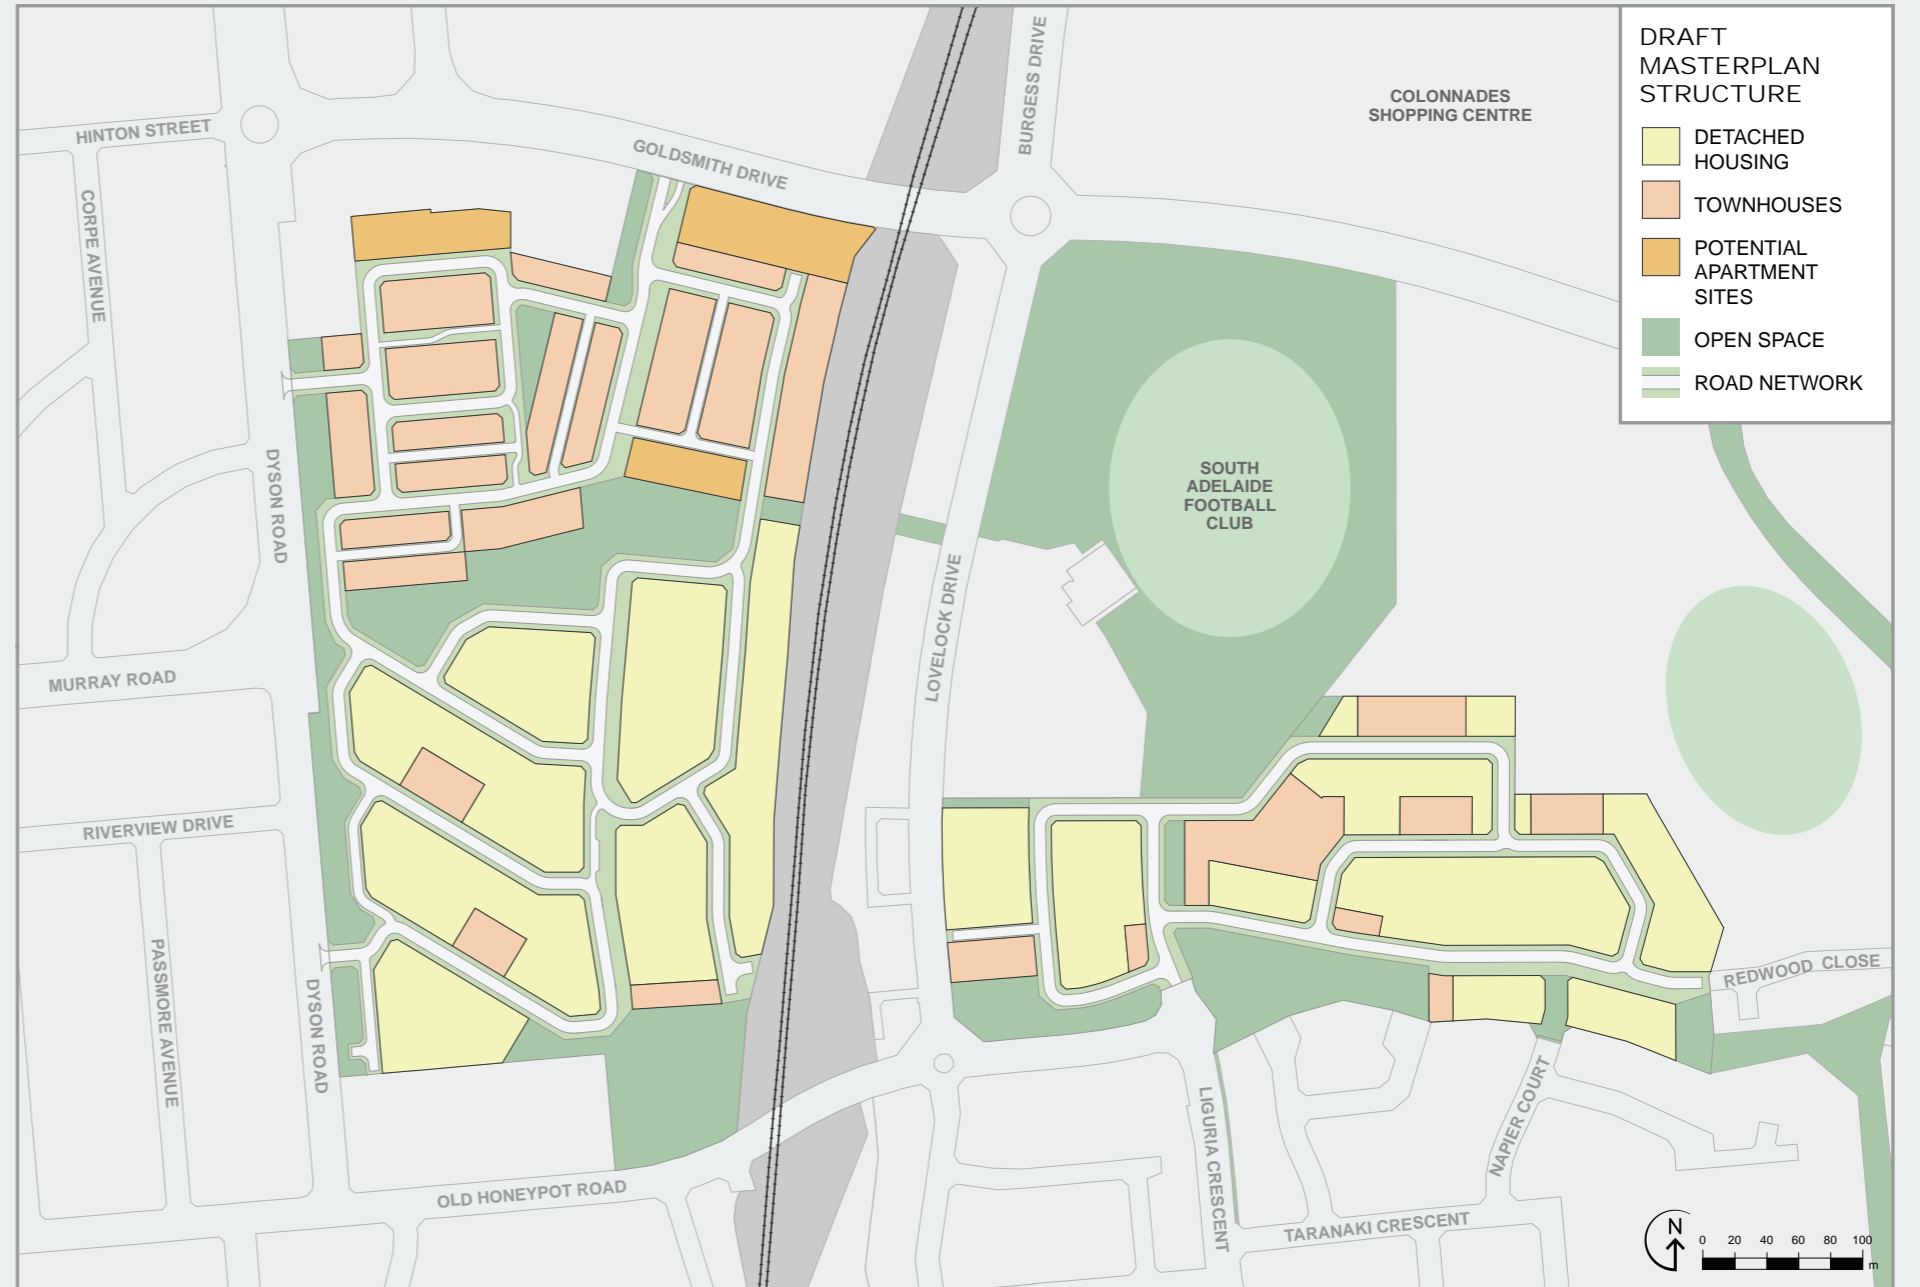 DRAFT
MASTERPLAN
STRUCTURE
DETACHED
HOUSING
TOWNHOUSES
POTENTIAL
APARTMENT
SITES
OPEN SPACE
ROAD NETWORK
BURGESS DRIVE
COLONNADES
SHOPPING CENTRE
HINTON STREET
GOLDSMITH DRIVE
CORPE AVENUE
DYSON ROAD
SOUTH
ADELAIDE
FOOTBALL
CLUB
LOVELOCK DRIVE
MURRAY ROAD
RIVERVIEW DRIVE
PASSMORE AVENUE
DYSON ROAD
REDWOOD CLOSE
LIGURIA CRESCENT
NAPIER COURT
OLD HONEYPOT ROAD
TARANAKI CRESCENT
N
0 20 40 60 80 100
m